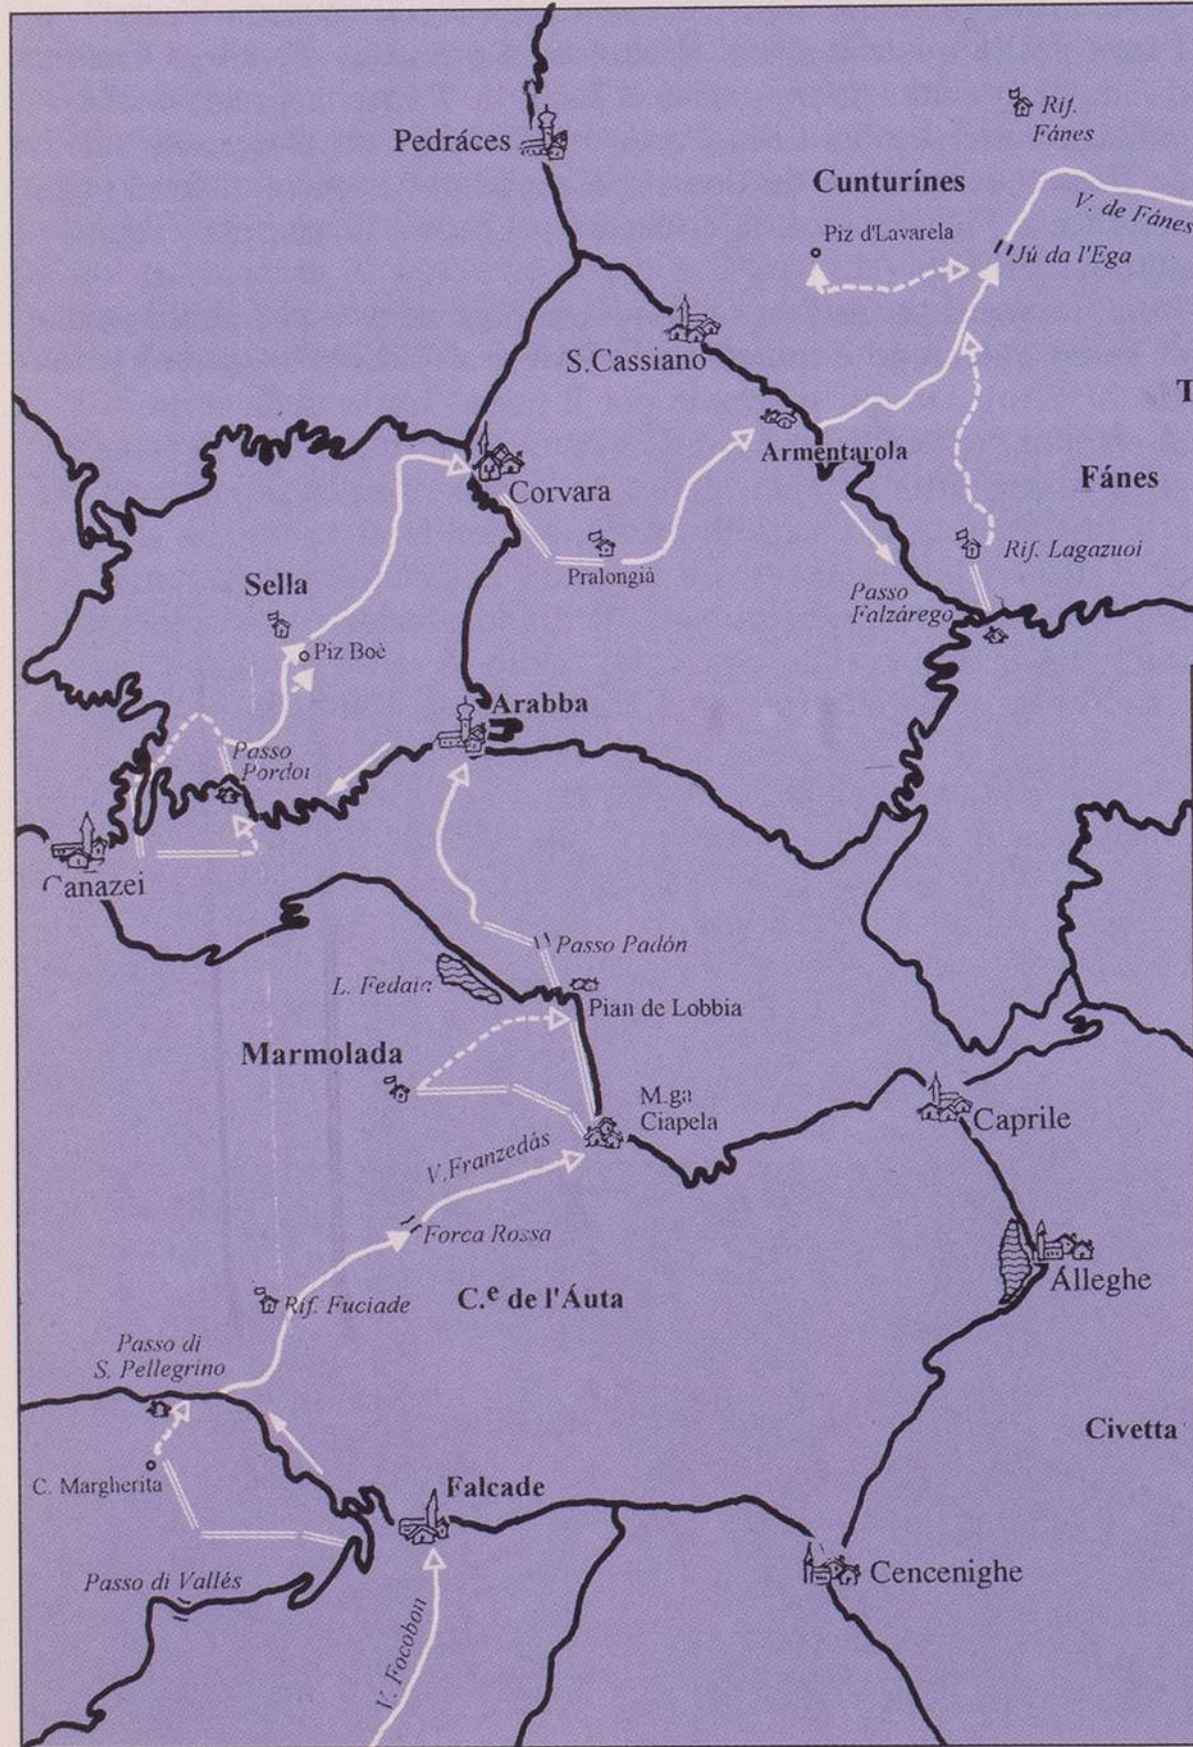 Pedráces
Rif.
Fánes
Cunturínes
V. de Fánes
Piz d'Lavarela
Jú da l'Ega
S.Cassiano
T
Armentarola
Fánes
Corvara
Rif. Lagazuoi
Pralongià
Sella
Passo
Falzárego
Piz Boè
Arabba
Passo
Pordoi
Canazei
Passo Padón
L. Fedaia
Pian de Lobbia
Marmolada
M.ga
Ciapela
Caprile
V.Franzedás
Forca Rossa
Álleghe
Rif. Fuciade
C.e de l'Áuta
Passo di
S. Pellegrino
Civetta
C. Margherita
Falcade
Passo di Vallés
Cencenighe
V. Focobon